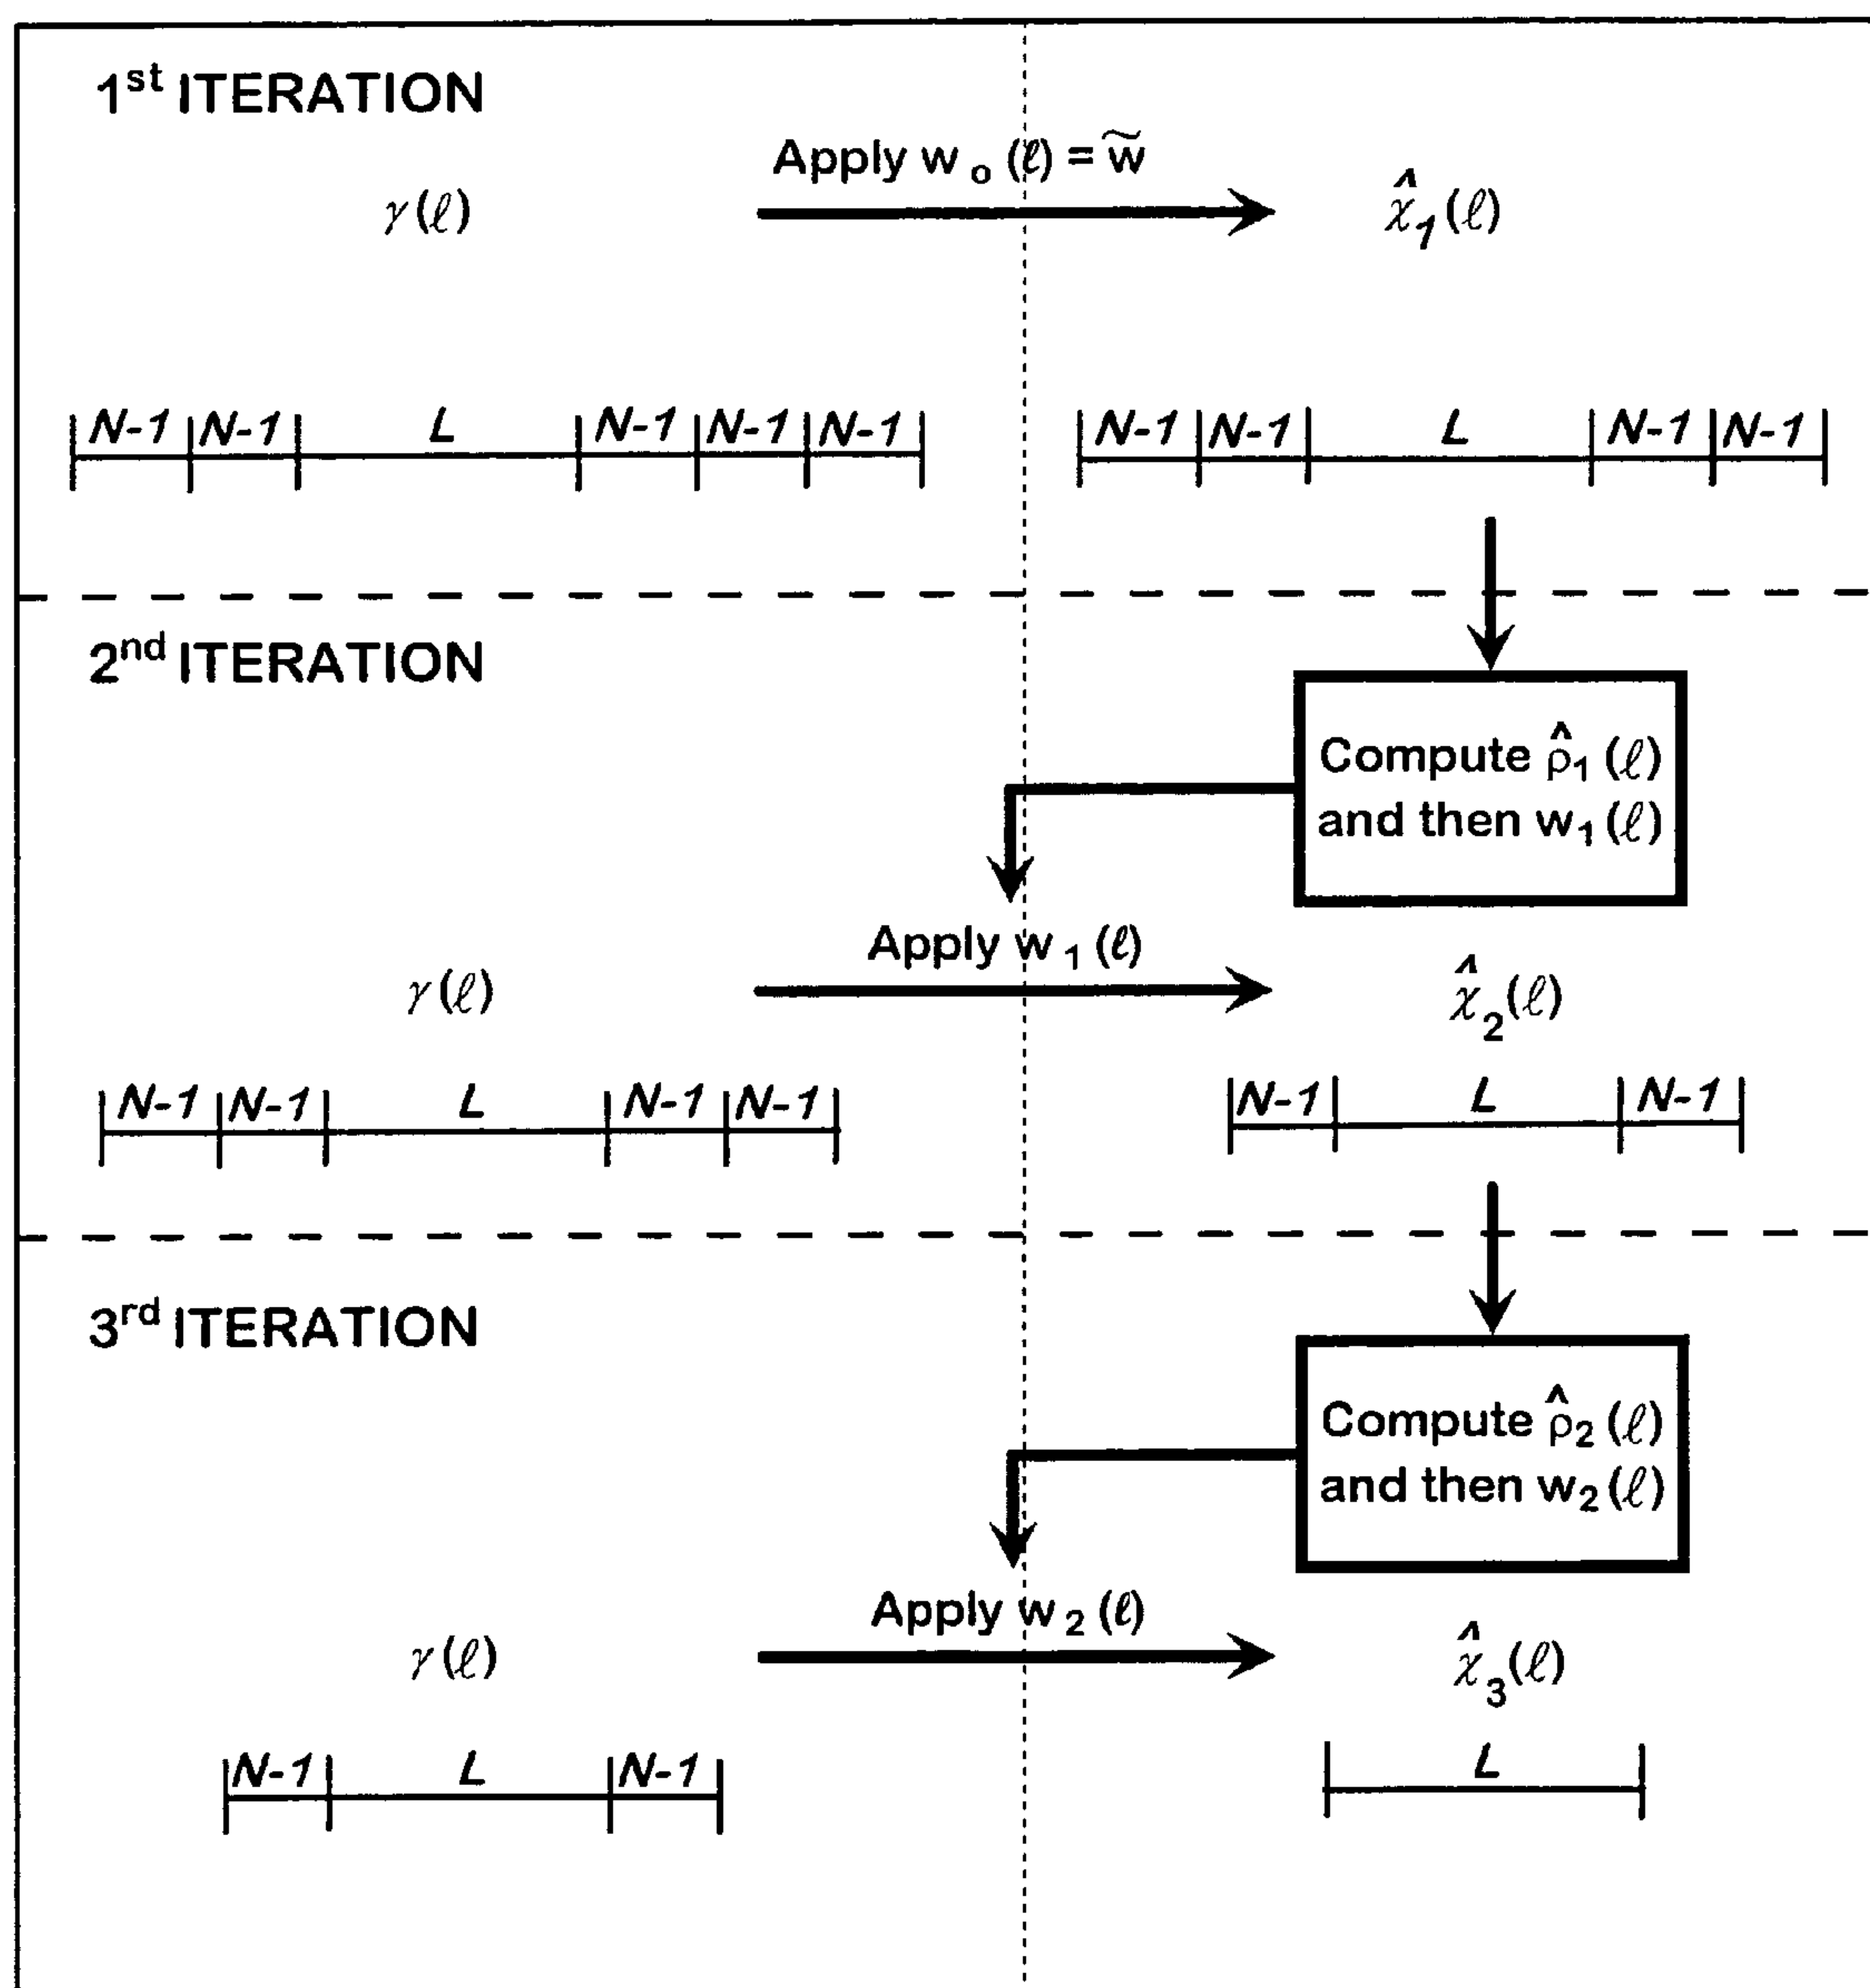 1st ITERATION
Apply w o (ℓ) = w̃
γ(ℓ)
x̂1(ℓ)
N-1 N-1 L N-1 N-1 N-1
N-1 N-1 L N-1 N-1
2nd ITERATION
Compute ρ̂1 (ℓ)
and then w1(ℓ)
Apply w 1 (ℓ)
γ(ℓ)
x̂2(ℓ)
N-1 N-1 L N-1 N-1
N-1 L N-1
3rd ITERATION
Compute ρ̂2 (ℓ)
and then w2(ℓ)
Apply w 2 (ℓ)
γ(ℓ)
x̂3(ℓ)
N-1 L N-1
L